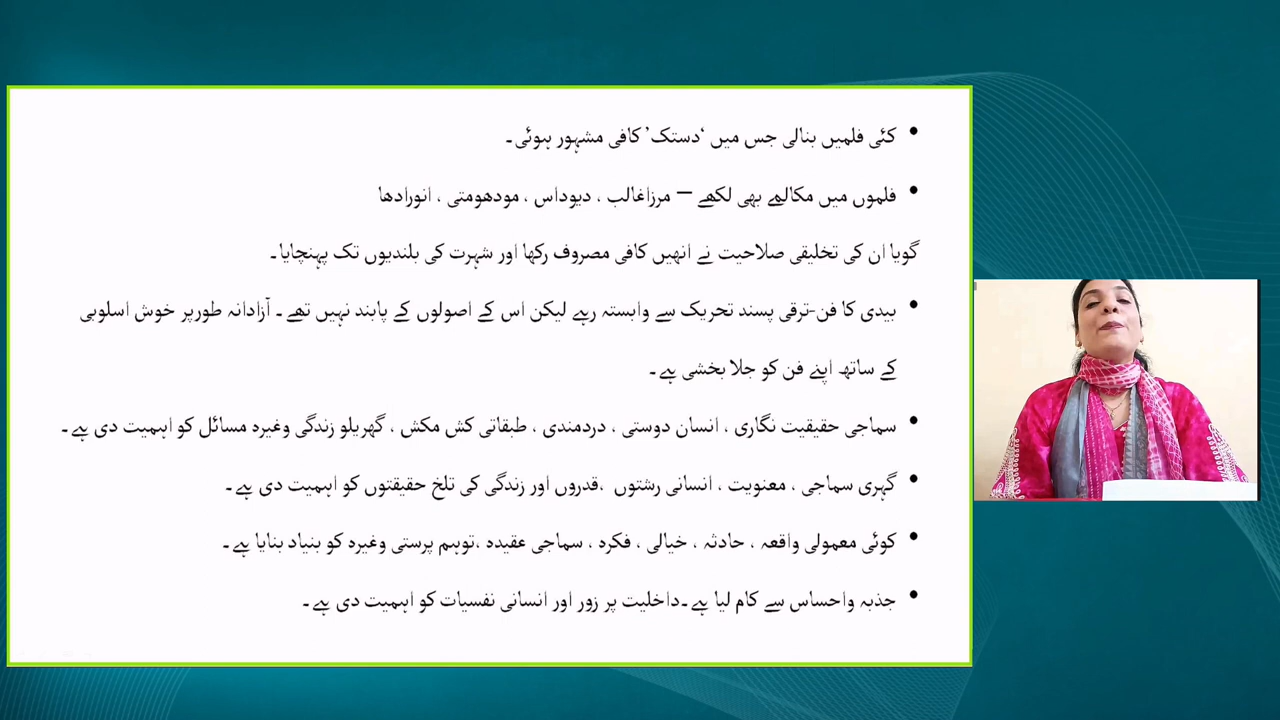 • کئی فلمیں بنالی جس میں ‘دستک’ کافی مشہور ہوئی۔
• فلموں میں مکالمے بھی لکھے – مرزاغالب ، دیوداس ، مودھومتی ، انورادھا
گویا ان کی تخلیقی صلاحیت نے انھیں کافی مصروف رکھا اور شہرت کی بلندیوں تک پہنچایا۔
• بیدی کا فن-ترقی پسند تحریک سے وابستہ رہے لیکن اس کے اصولوں کے پابند نہیں تھے۔ آزادانہ طورپر خوش اسلوبی
کے ساتھ اپنے فن کو جلا بخشی ہے۔
• سماجی حقیقیت نگاری ، انسان دوستی ، دردمندی ، طبقاتی کش مکش ، گھریلو زندگی وغیرہ مسائل کو اہمیت دی ہے۔
• گہری سماجی ، معنویت ، انسانی رشتوں ،قدروں اور زندگی کی تلخ حقیقتوں کو اہمیت دی ہے۔
• کوئی معمولی واقعہ ، حادثہ ، خیالی ، فکرہ ، سماجی عقیدہ ،توہم پرستی وغیرہ کو بنیاد بنایا ہے۔
• جذبہ واحساس سے کام لیا ہے۔داخلیت پر زور اور انسانی نفسیات کو اہمیت دی ہے۔